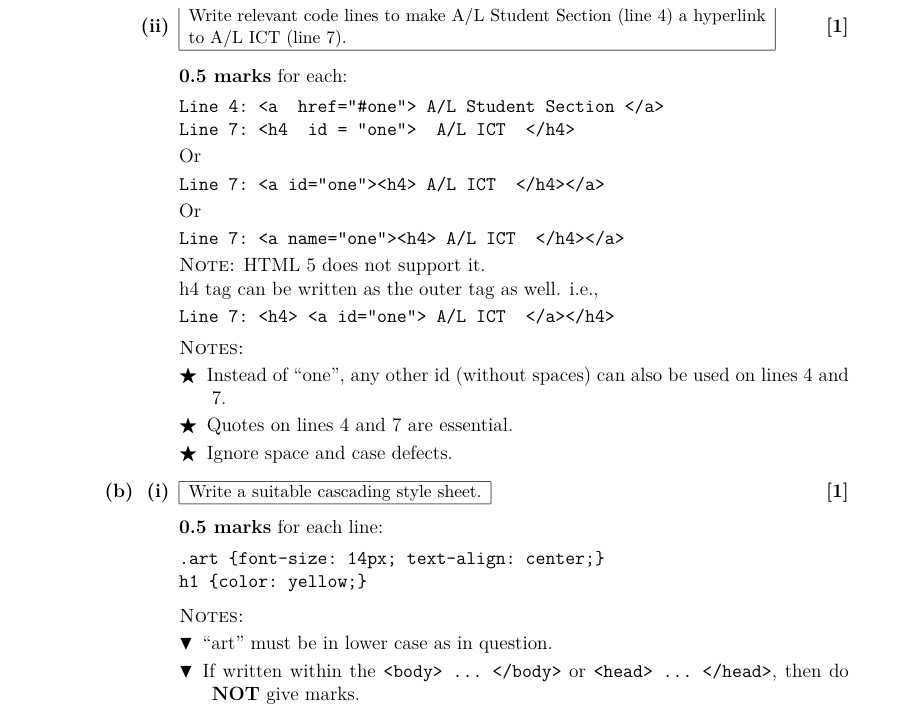 (ii) Write relevant code lines to make A/L Student Section (line 4) a hyperlink [1]
to A/L ICT (line 7).
0.5 marks for each:
Line 4: <a  href="#one"> A/L Student Section </a>
Line 7: <h4  id = "one">  A/L ICT  </h4>
Or
Line 7: <a id="one"><h4> A/L ICT  </h4></a>
Or
Line 7: <a name="one"><h4> A/L ICT  </h4></a>
NOTE: HTML 5 does not support it.
h4 tag can be written as the outer tag as well. i.e.,
Line 7: <h4> <a id="one"> A/L ICT  </a></h4>
NOTES:
★ Instead of “one”, any other id (without spaces) can also be used on lines 4 and
7.
★ Quotes on lines 4 and 7 are essential.
★ Ignore space and case defects.
(b) (i) Write a suitable cascading style sheet. [1]
0.5 marks for each line:
.art {font-size: 14px; text-align: center;}
h1 {color: yellow;}
NOTES:
▼ “art” must be in lower case as in question.
▼ If written within the <body> ... </body> or <head> ... </head>, then do
NOT give marks.